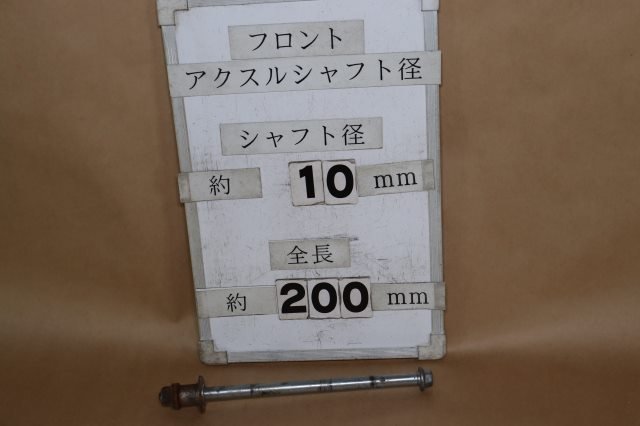 フロント
アクスルシャフト径
シャフト径
約 10 mm
全長
約 200 mm